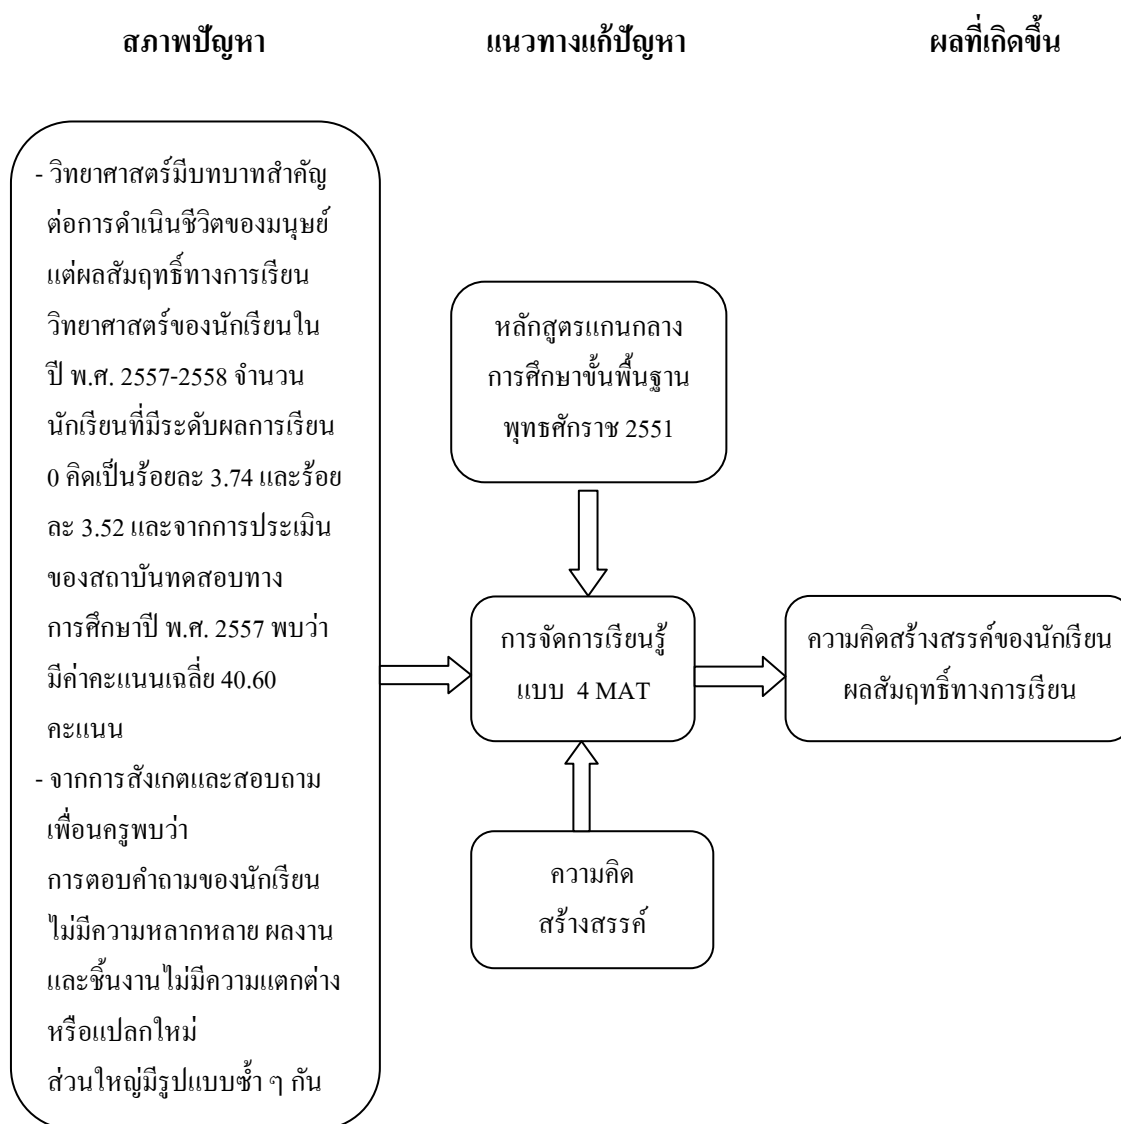 สภาพปัญหา
แนวทางแก้ปัญหา
ผลที่เกิดขึ้น
- วิทยาศาสตร์มีบทบาทสำคัญ
ต่อการดำเนินชีวิตของมนุษย์
แต่ผลสัมฤทธิ์ทางการเรียน
วิทยาศาสตร์ของนักเรียนใน
ปี พ.ศ. 2557-2558 จำนวน
นักเรียนที่มีระดับผลการเรียน
0 คิดเป็นร้อยละ 3.74 และร้อย
ละ 3.52 และจากการประเมิน
ของสถาบันทดสอบทาง
การศึกษาปี พ.ศ. 2557 พบว่า
มีค่าคะแนนเฉลี่ย 40.60
คะแนน
- จากการสังเกตและสอบถาม
เพื่อนครูพบว่า
การตอบคำถามของนักเรียน
ไม่มีความหลากหลาย ผลงาน
และชิ้นงานไม่มีความแตกต่าง
หรือแปลกใหม่
ส่วนใหญ่มีรูปแบบซ้ำ ๆ กัน
หลักสูตรแกนกลาง
การศึกษาขั้นพื้นฐาน
พุทธศักราช 2551
การจัดการเรียนรู้
แบบ 4 MAT
ความคิด
สร้างสรรค์
ความคิดสร้างสรรค์ของนักเรียน
ผลสัมฤทธิ์ทางการเรียน